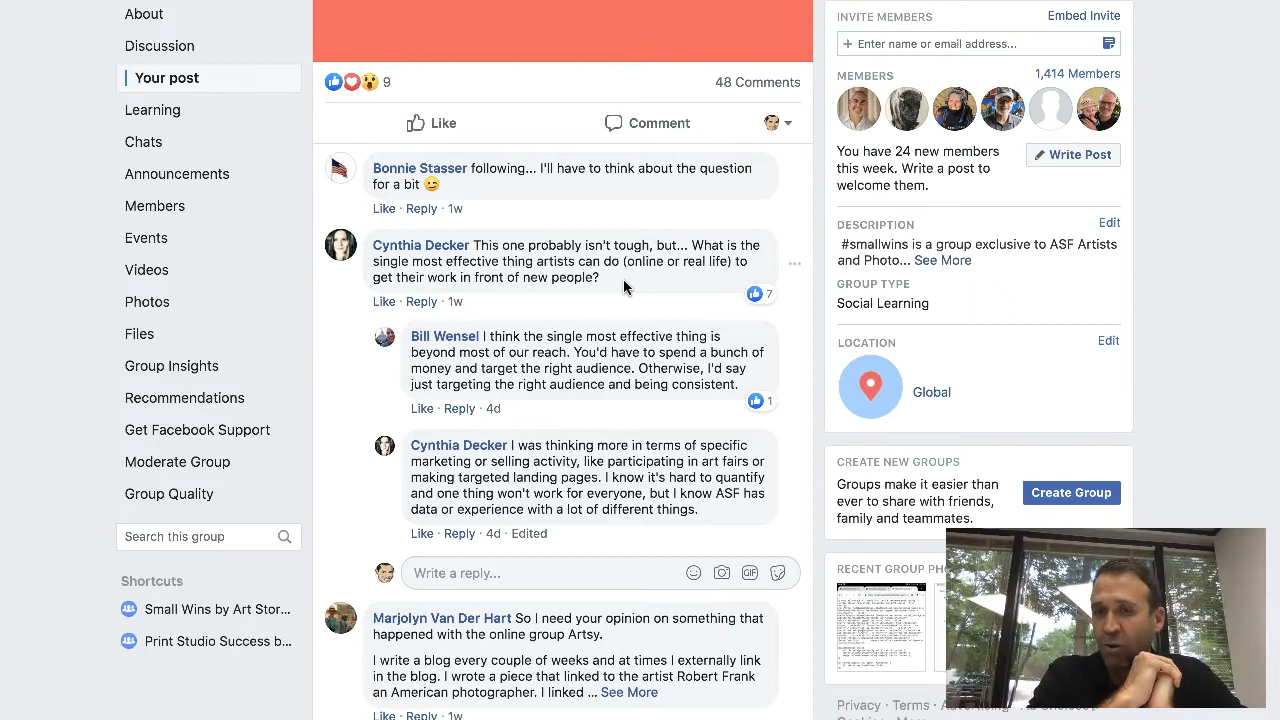 About
Discussion
Your post
Learning
Chats
Announcements
Members
Events
Videos
Photos
Files
Group Insights
Recommendations
Get Facebook Support
Moderate Group
Group Quality
Search this group
Shortcuts
Small Wins by Art Stor...
Print Studio Success b...
9
48 Comments
Like
Comment
Bonnie Stasser following... I'll have to think about the question
for a bit
Like · Reply · 1w
Cynthia Decker This one probably isn't tough, but... What is the
single most effective thing artists can do (online or real life) to
get their work in front of new people?
7
Like · Reply · 1w
Bill Wensel I think the single most effective thing is
beyond most of our reach. You'd have to spend a bunch of
money and target the right audience. Otherwise, I'd say
just targeting the right audience and being consistent.
1
Like · Reply · 4d
Cynthia Decker I was thinking more in terms of specific
marketing or selling activity, like participating in art fairs or
making targeted landing pages. I know it's hard to quantify
and one thing won't work for everyone, but I know ASF has
data or experience with a lot of different things.
Like · Reply · 4d · Edited
Write a reply...
GIF
Marjolyn Van Der Hart So I need your opinion on something that
happened with the online group Artsy.
I write a blog every couple of weeks and at times I externally link
in the blog. I wrote a piece that linked to the artist Robert Frank
an American photographer. I linked ... See More
Like · Reply · 1w
INVITE MEMBERS
Embed Invite
+ Enter name or email address...
MEMBERS
1,414 Members
You have 24 new members
this week. Write a post to
welcome them.
Write Post
DESCRIPTION
Edit
#smallwins is a group exclusive to ASF Artists
and Photo... See More
GROUP TYPE
Social Learning
LOCATION
Edit
Global
CREATE NEW GROUPS
Groups make it easier than
ever to share with friends,
family and teammates.
Create Group
RECENT GROUP PH
Privacy · Terms ·